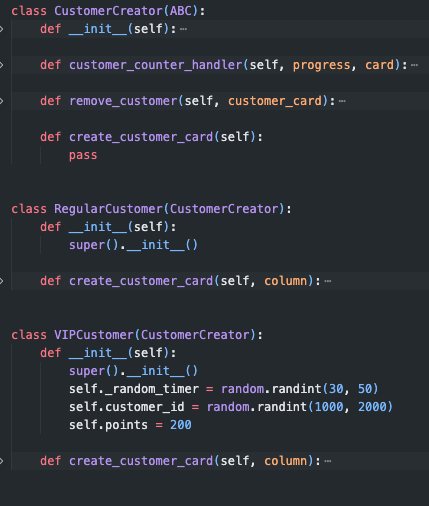 class CustomerCreator(ABC):
    def __init__(self):⋯
    def customer_counter_handler(self, progress, card):⋯
    def remove_customer(self, customer_card):⋯
    def create_customer_card(self):
        pass
class RegularCustomer(CustomerCreator):
    def __init__(self):
        super().__init__()
    def create_customer_card(self, column):⋯
class VIPCustomer(CustomerCreator):
    def __init__(self):
        super().__init__()
        self._random_timer = random.randint(30, 50)
        self.customer_id = random.randint(1000, 2000)
        self.points = 200
    def create_customer_card(self, column):⋯